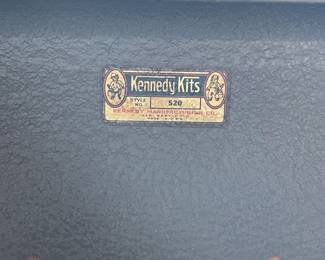 Kennedy Kits
STYLE NO. 520
KENNEDY MANUFACTURING CO.